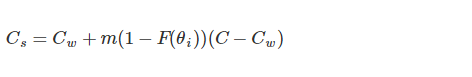 C_s = C_w + m(1 − F(θ_i))(C − C_w)